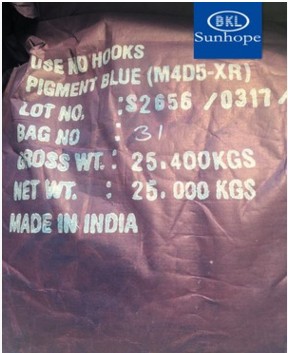 BKL
Sunhope
USE NO HOOKS
PIGMENT BLUE (M4D5-XR)
LOT NO. :S2656/0317/
BAG NO : 31
GROSS WT. : 25.400KGS
NET WT. : 25.000 KGS
MADE IN INDIA